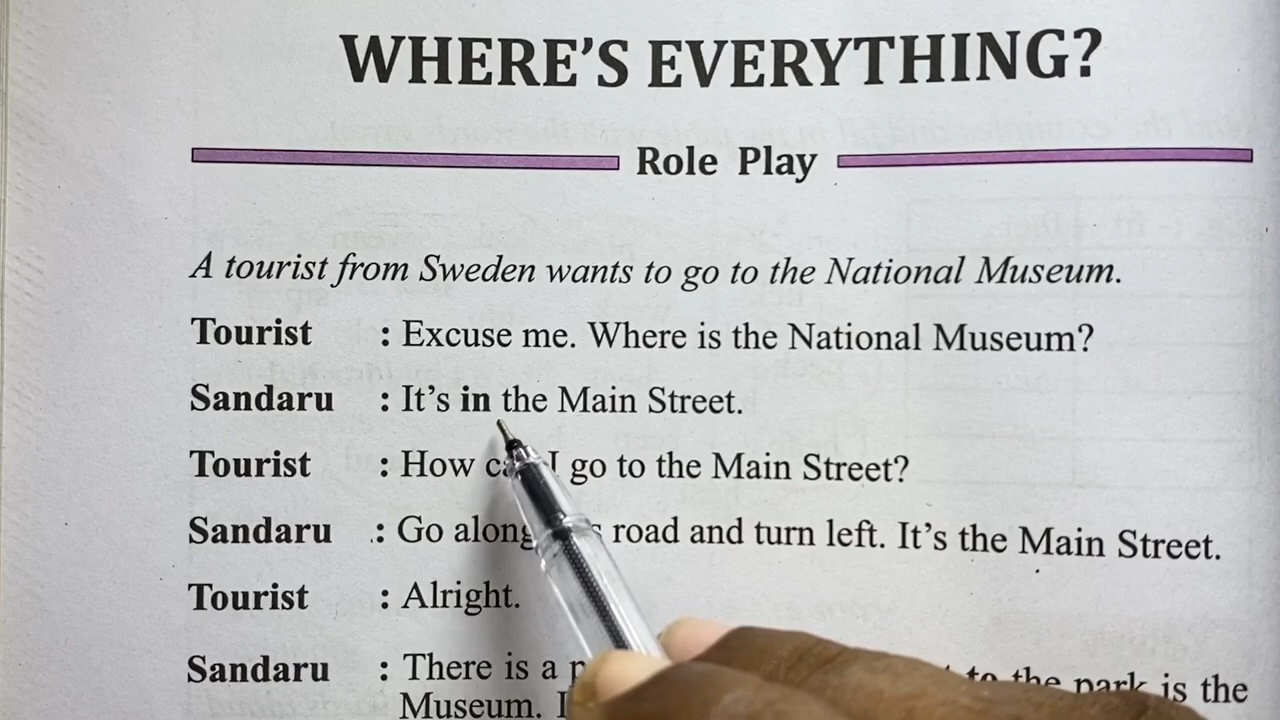 WHERE'S EVERYTHING?
Role Play
A tourist from Sweden wants to go to the National Museum.
Tourist : Excuse me. Where is the National Museum?
Sandaru : It's in the Main Street.
Tourist : How I go to the Main Street?
Sandaru : Go along road and turn left. It's the Main Street.
Tourist : Alright.
Sandaru : There is a to the park is the
Museum.